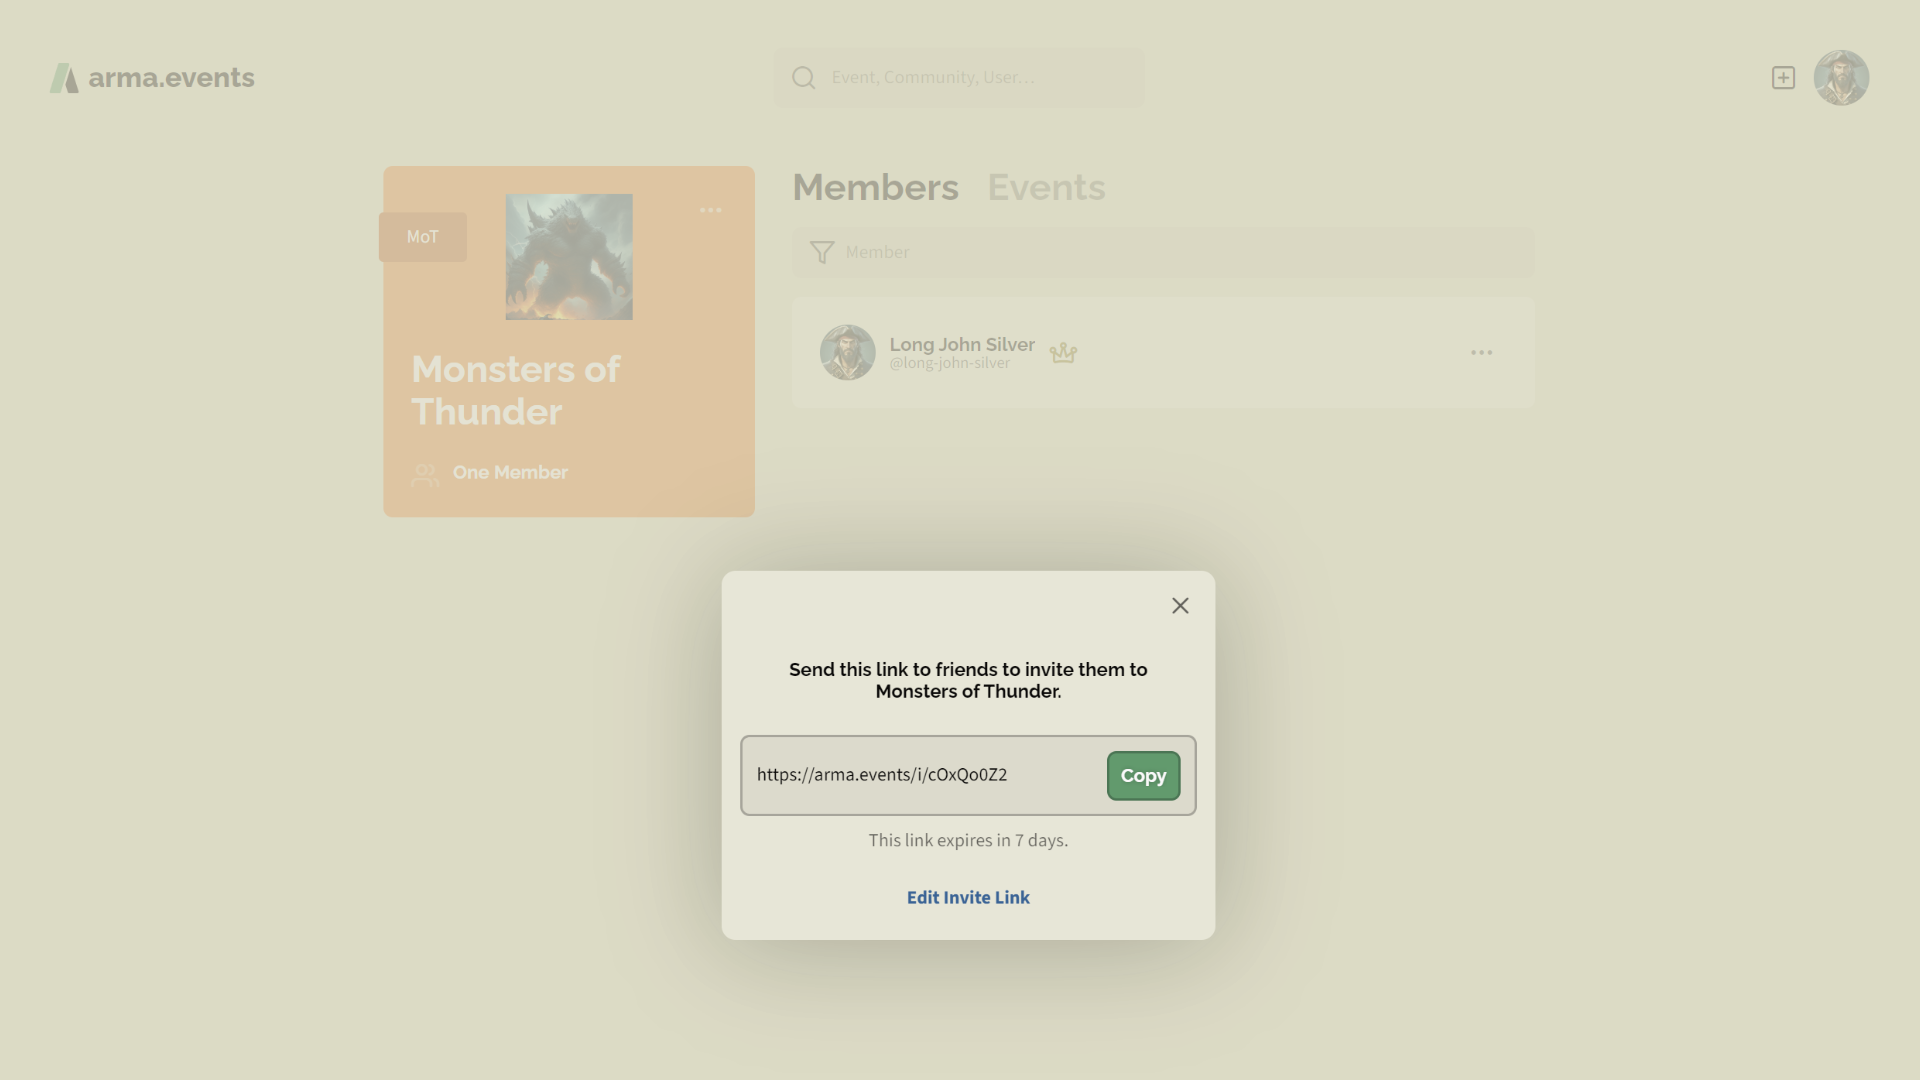 arma.events
Event, Community, User...
MoT
Monsters of
Thunder
One Member
Members Events
Member
Long John Silver
@long-john-silver
Send this link to friends to invite them to
Monsters of Thunder.
https://arma.events/i/cOxQo0Z2
Copy
This link expires in 7 days.
Edit Invite Link